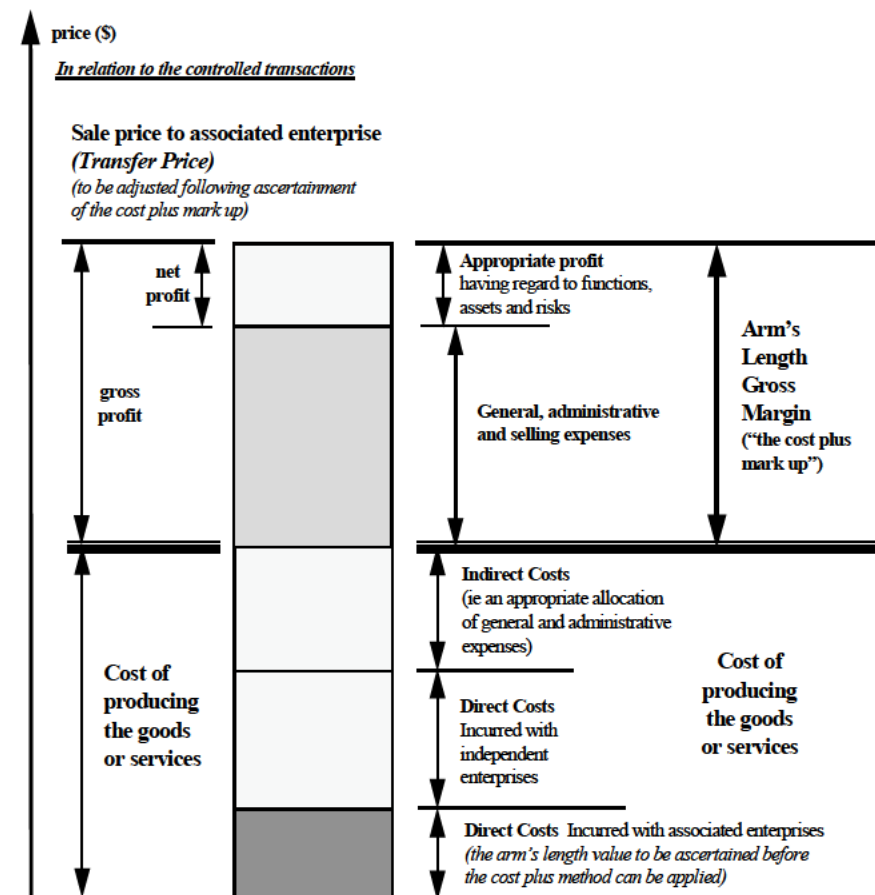 price ($)
In relation to the controlled transactions
Sale price to associated enterprise
(Transfer Price)
(to be adjusted following ascertainment
of the cost plus mark up)
net
profit
gross
profit
Appropriate profit
having regard to functions,
assets and risks
General, administrative
and selling expenses
Arm's
Length
Gross
Margin
("the cost plus
mark up")
Cost of
producing
the goods
or services
Indirect Costs
(ie an appropriate allocation
of general and administrative
expenses)
Direct Costs
Incurred with
independent
enterprises
Cost of
producing
the goods
or services
Direct Costs Incurred with associated enterprises
(the arm's length value to be ascertained before
the cost plus method can be applied)